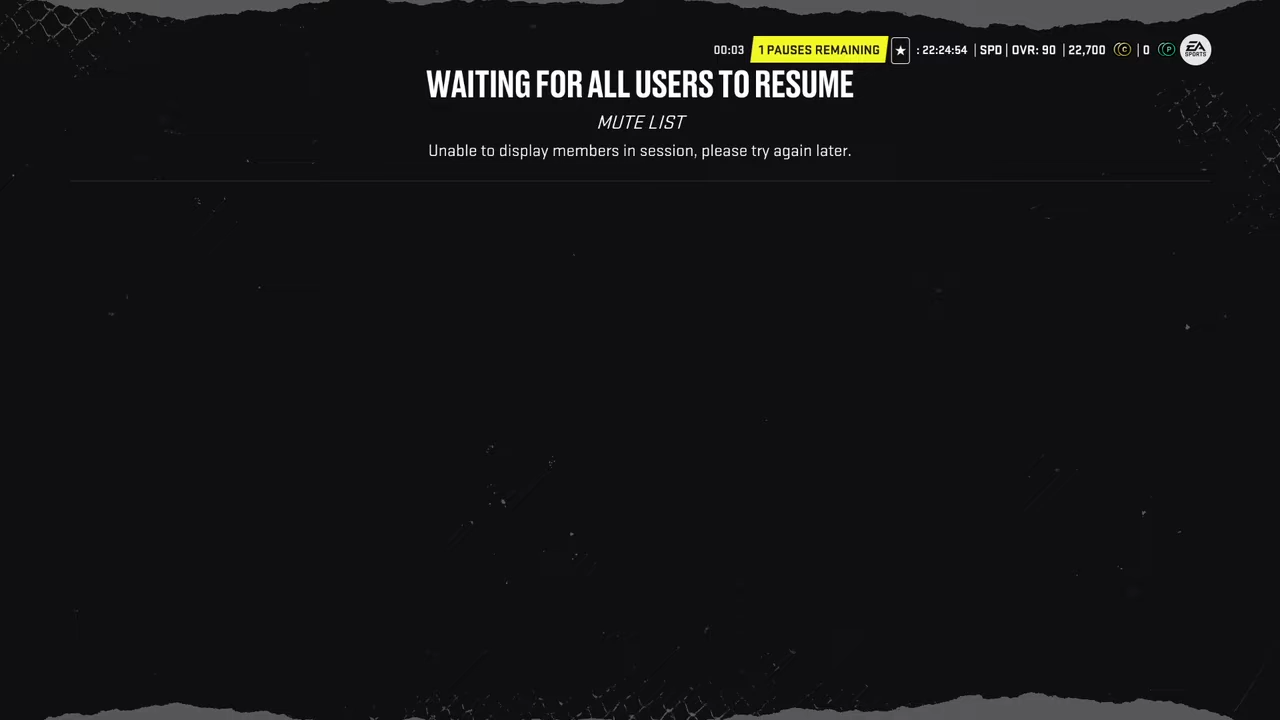 00:03 1 PAUSES REMAINING : 22:24:54 | SPD | OVR: 90 | 22,700 C | 0 P EA SPORTS
WAITING FOR ALL USERS TO RESUME
MUTE LIST
Unable to display members in session, please try again later.